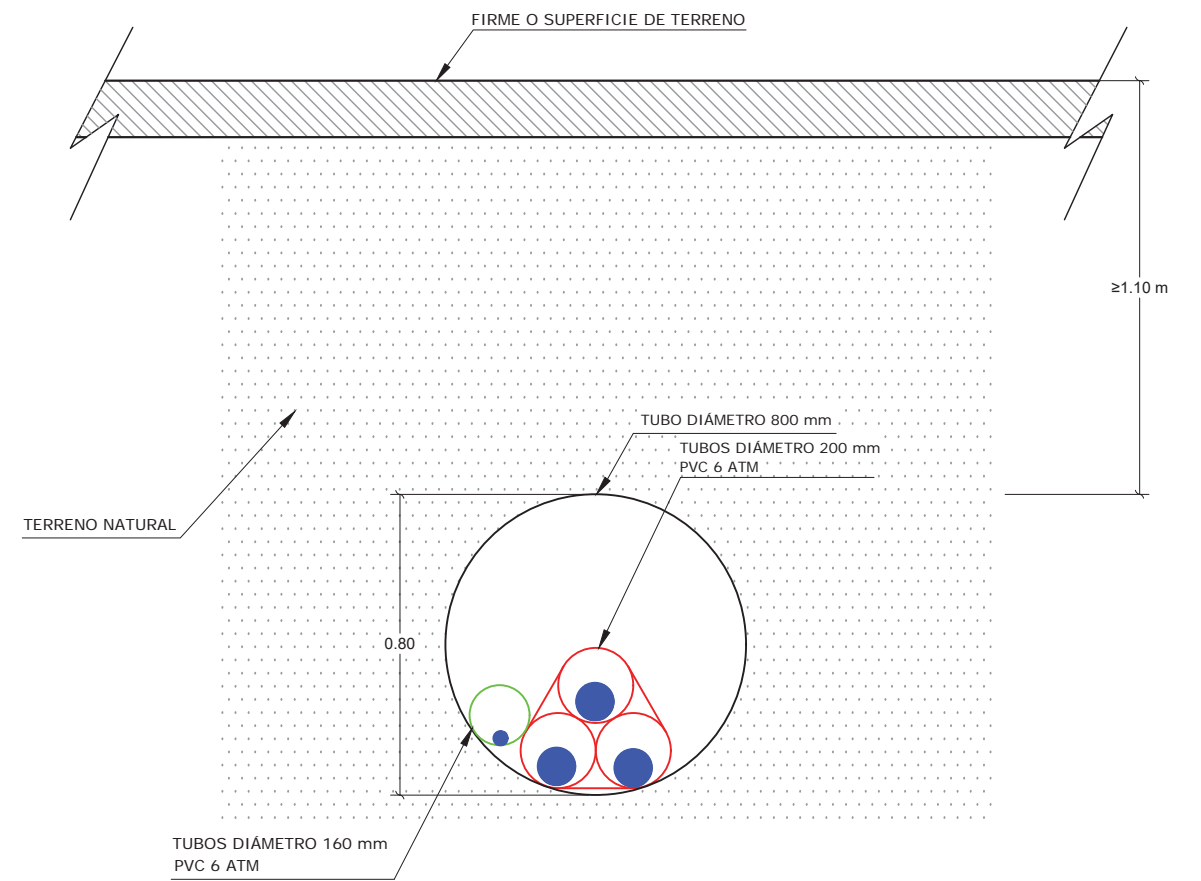 FIRME O SUPERFICIE DE TERRENO
≥1.10 m
TUBO DIÁMETRO 800 mm
TUBOS DIÁMETRO 200 mm
PVC 6 ATM
TERRENO NATURAL
0.80
TUBOS DIÁMETRO 160 mm
PVC 6 ATM